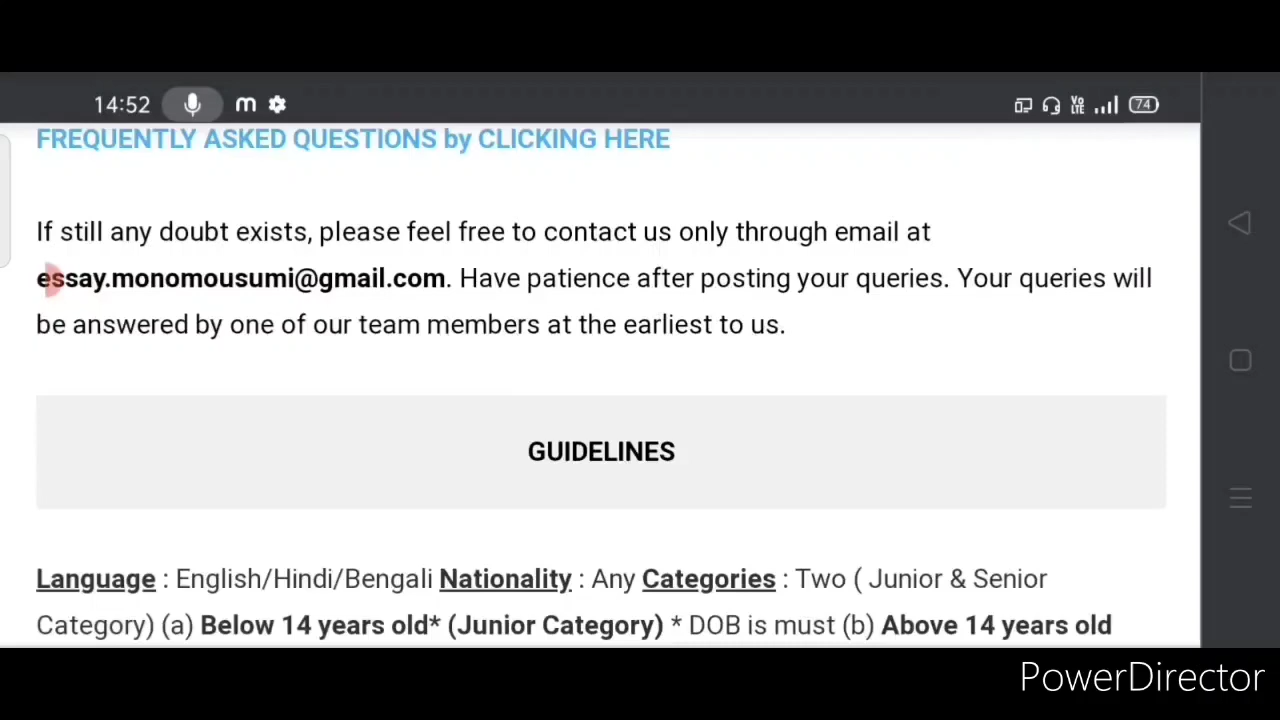 14:52 m Vo LTE 74
FREQUENTLY ASKED QUESTIONS by CLICKING HERE
If still any doubt exists, please feel free to contact us only through email at
essay.monomousumi@gmail.com. Have patience after posting your queries. Your queries will
be answered by one of our team members at the earliest to us.
GUIDELINES
Language : English/Hindi/Bengali Nationality : Any Categories : Two ( Junior & Senior
Category) (a) Below 14 years old* (Junior Category) * DOB is must (b) Above 14 years old
PowerDirector